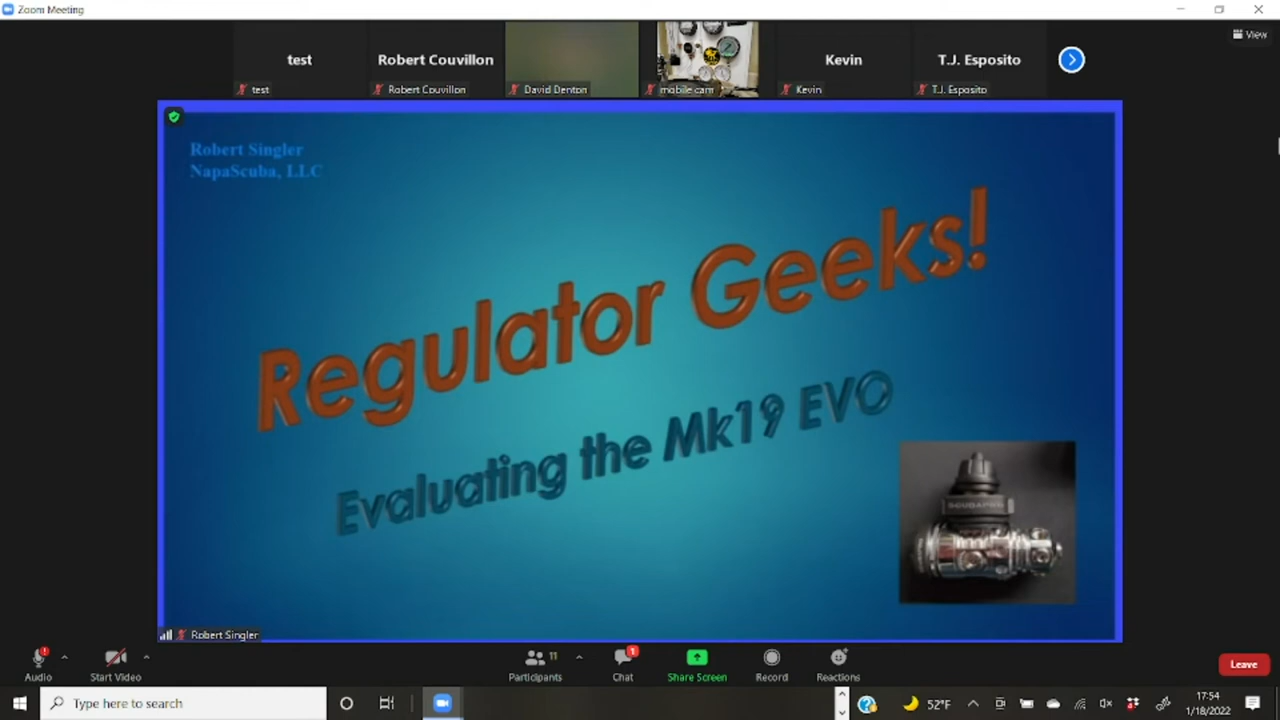 Zoom Meeting
View
test
Robert Couvillon
Kevin
T.J. Esposito
test
Robert Couvillon
David Denton
mobile cam
Kevin
T.J. Esposito
Robert Singler
NapaScuba, LLC
Regulator Geeks!
Evaluating the Mk19 EVO
SCUBAPRO
Robert Singler
Audio
Start Video
11
Participants
1
Chat
Share Screen
Record
Reactions
Leave
Type here to search
52°F
17:54
1/18/2022